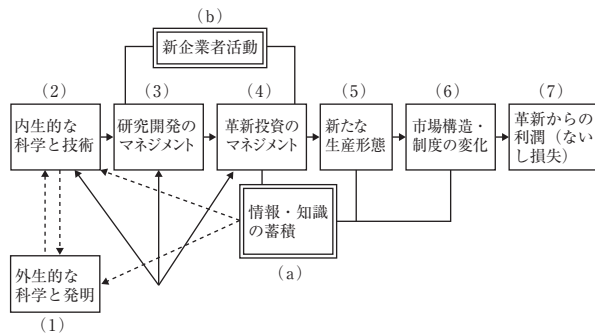 (b)
新企業者活動
(2)
(3)
(4)
(5)
(6)
(7)
内生的な
科学と技術
研究開発の
マネジメント
革新投資の
マネジメント
新たな
生産形態
市場構造・
制度の変化
革新からの
利潤(ない
し損失)
情報・知識
の蓄積
(a)
外生的な
科学と発明
(1)